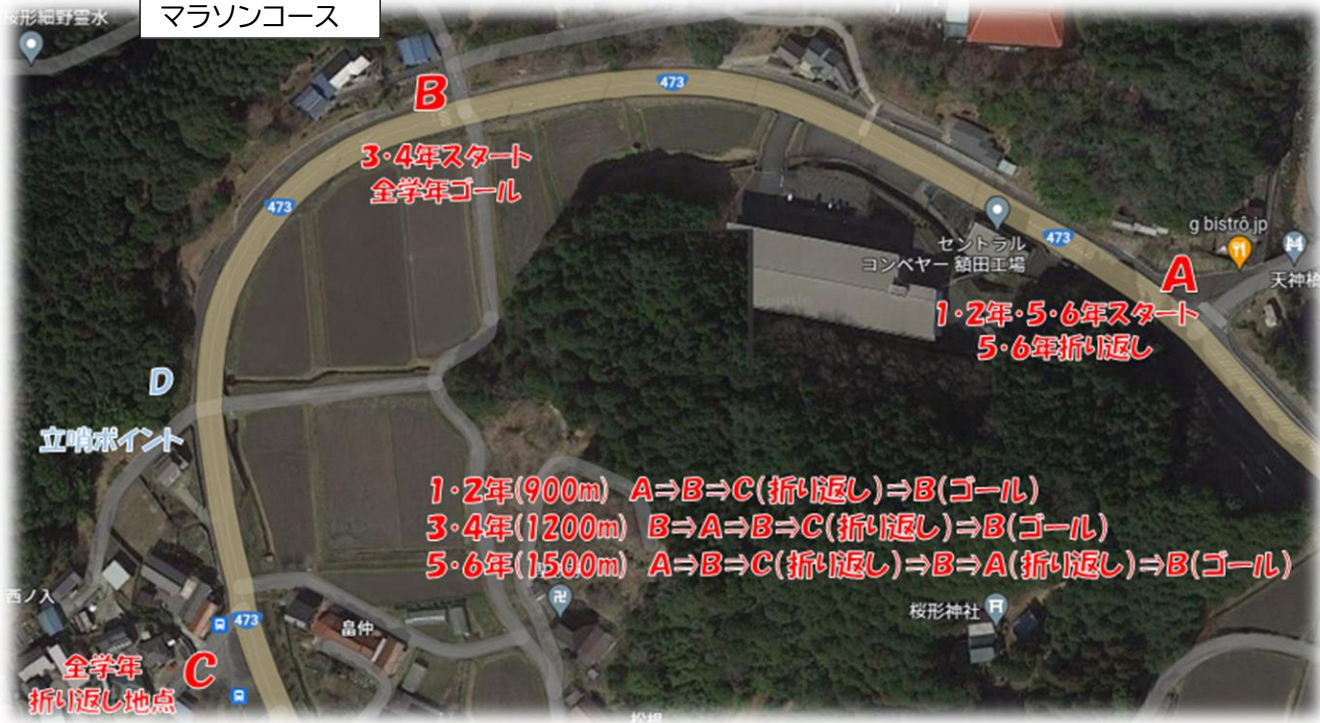 マラソンコース
桜形細野霊水
B
473
3・4年スタート
全学年ゴール
473
g bistrô.jp
セントラル
コンベヤー 額田工場
473
A
天神橋
1・2年・5・6年スタート
5・6年折り返し
D
立哨ポイント
1・2年(900m) A⇒B⇒C(折り返し)⇒B(ゴール)
3・4年(1200m) B⇒A⇒B⇒C(折り返し)⇒B(ゴール)
5・6年(1500m) A⇒B⇒C(折り返し)⇒B⇒A(折り返し)⇒B(ゴール)
西ノ入
卍
桜形神社
473
畠仲
全学年
C
折り返し地点